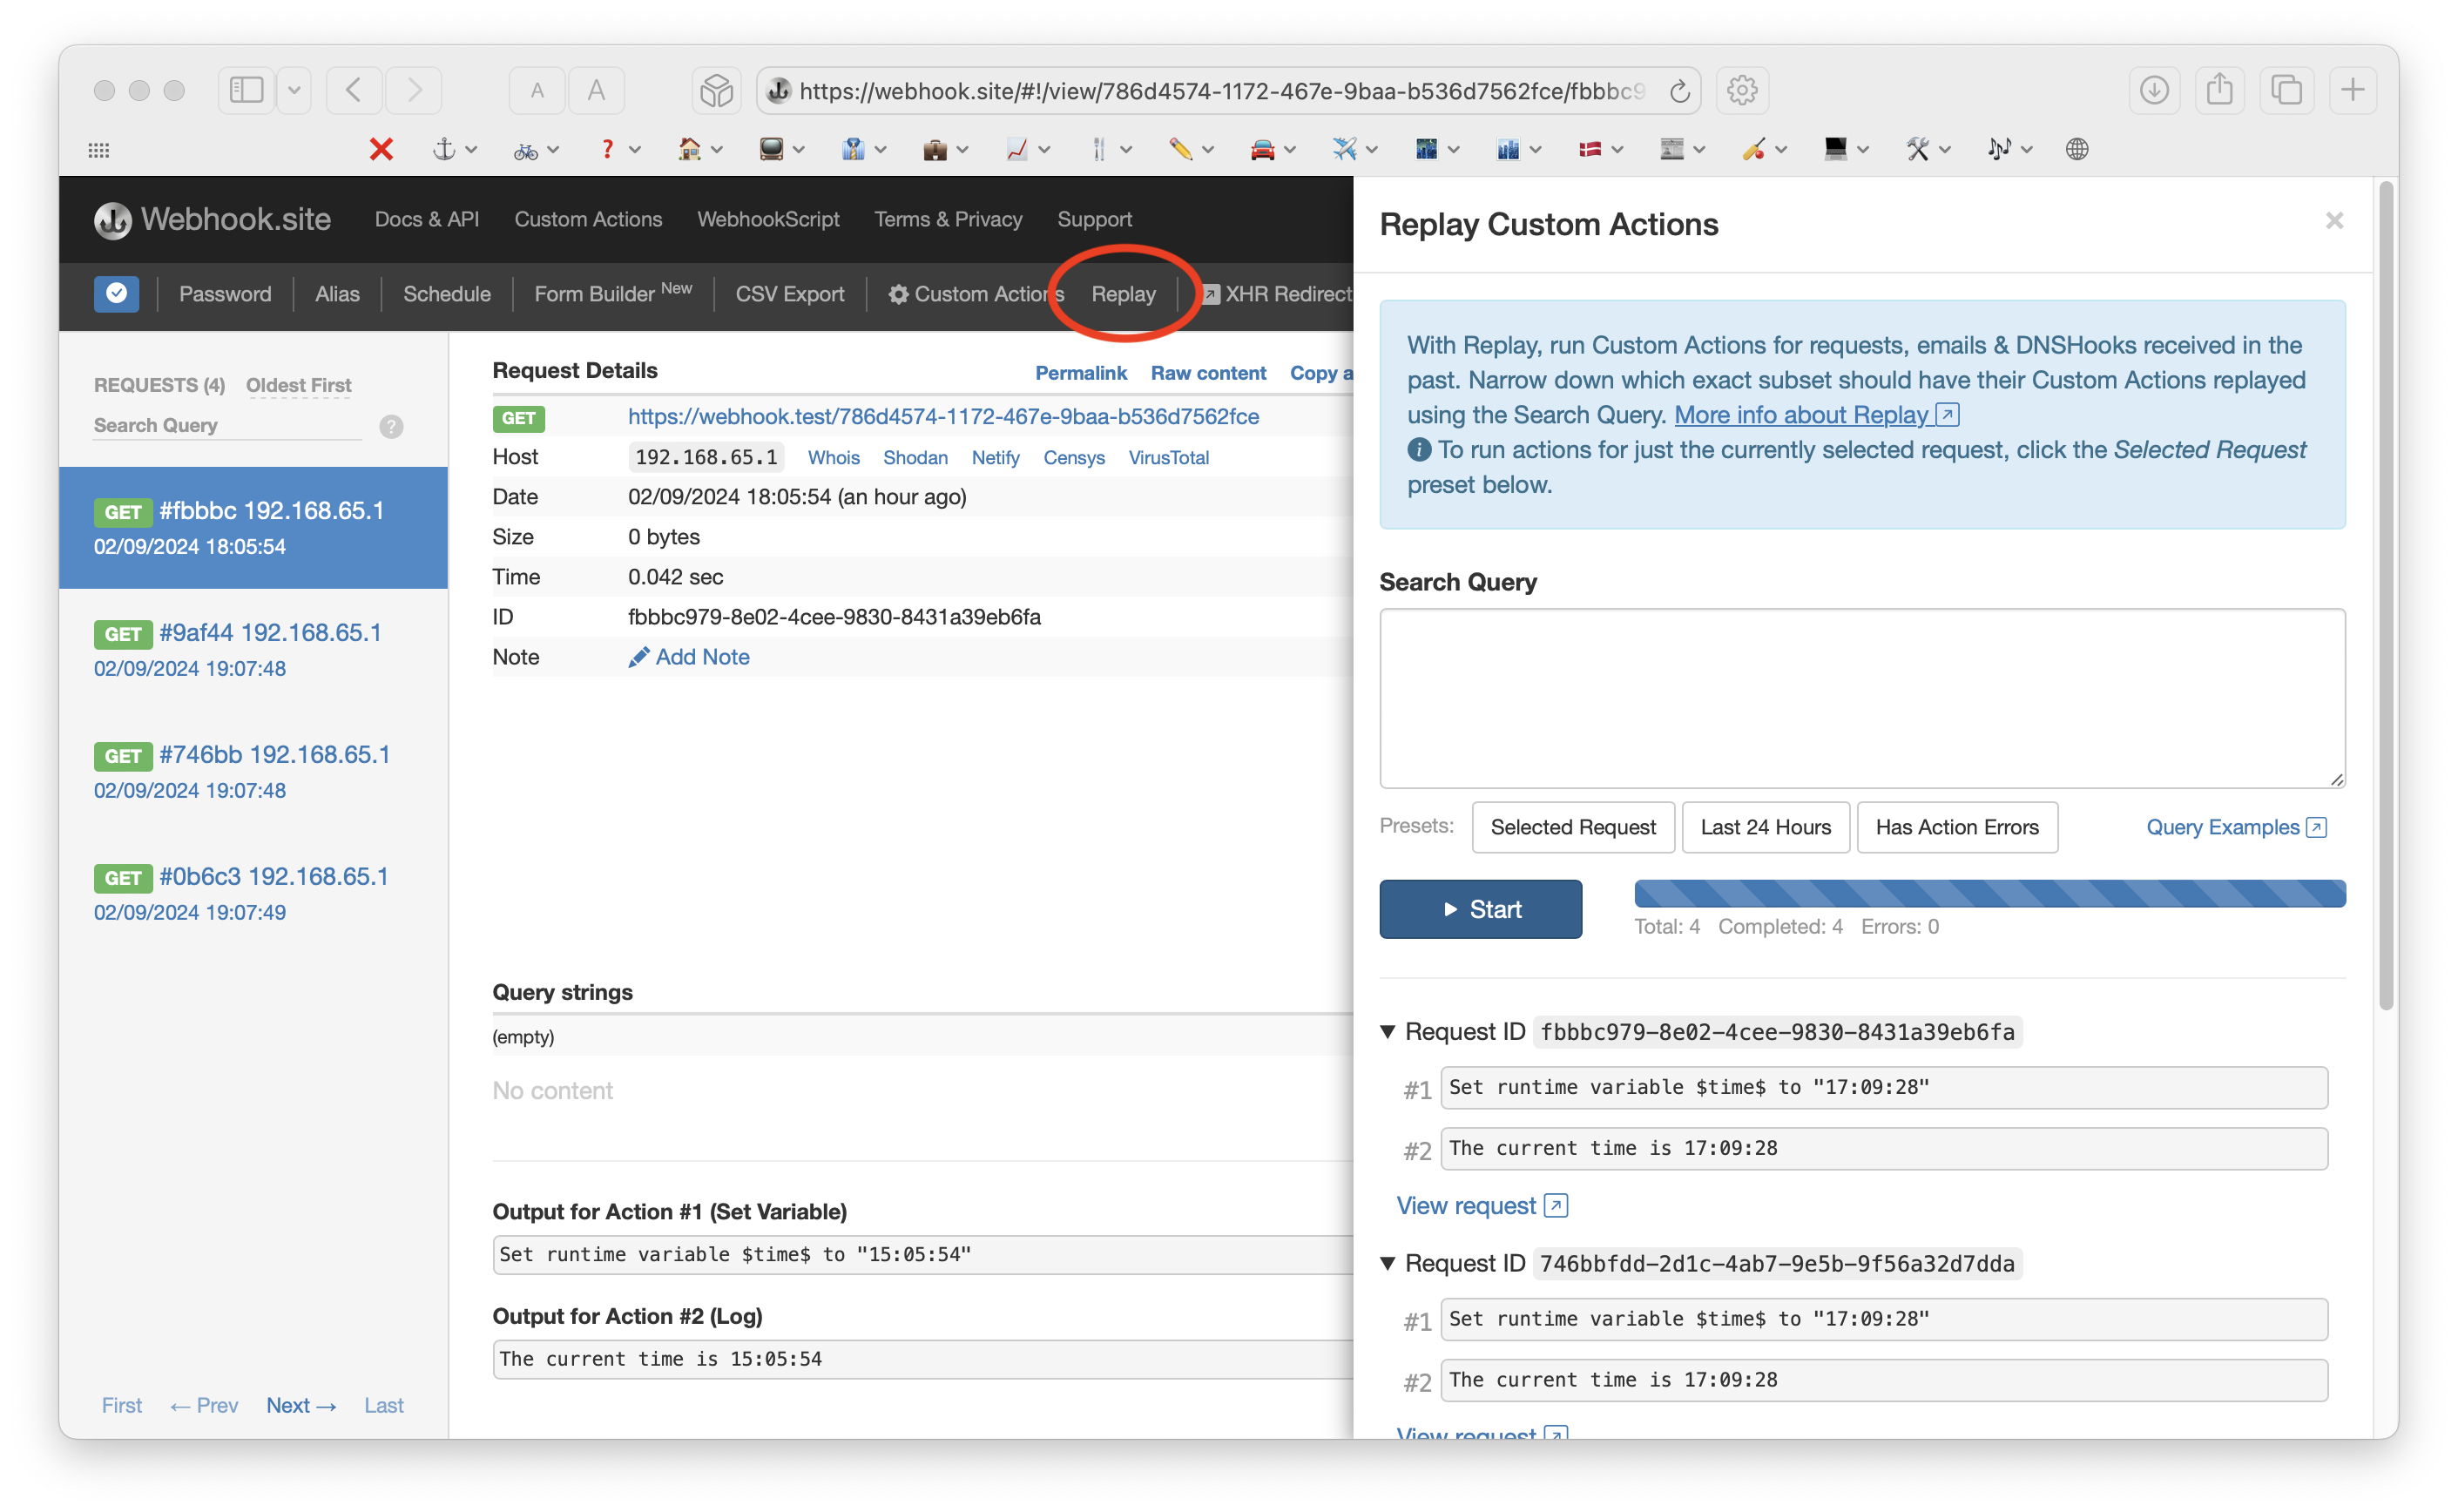 A A https://webhook.site/#!/view/786d4574-1172-467e-9baa-b536d7562fce/fbbbc9
Webhook.site Docs & API Custom Actions WebhookScript Terms & Privacy Support
Password Alias Schedule Form Builder New CSV Export Custom Actions Replay XHR Redirect
REQUESTS (4) Oldest First
Search Query ?
GET #fbbbc 192.168.65.1
02/09/2024 18:05:54
GET #9af44 192.168.65.1
02/09/2024 19:07:48
GET #746bb 192.168.65.1
02/09/2024 19:07:48
GET #0b6c3 192.168.65.1
02/09/2024 19:07:49
First ← Prev Next → Last
Request Details Permalink Raw content Copy a
GET https://webhook.test/786d4574-1172-467e-9baa-b536d7562fce
Host 192.168.65.1 Whois Shodan Netify Censys VirusTotal
Date 02/09/2024 18:05:54 (an hour ago)
Size 0 bytes
Time 0.042 sec
ID fbbbc979-8e02-4cee-9830-8431a39eb6fa
Note Add Note
Query strings
(empty)
No content
Output for Action #1 (Set Variable)
Set runtime variable $time$ to "15:05:54"
Output for Action #2 (Log)
The current time is 15:05:54
Replay Custom Actions ×
With Replay, run Custom Actions for requests, emails & DNSHooks received in the
past. Narrow down which exact subset should have their Custom Actions replayed
using the Search Query. More info about Replay
To run actions for just the currently selected request, click the Selected Request
preset below.
Search Query
Presets: Selected Request Last 24 Hours Has Action Errors Query Examples
Start
Total: 4 Completed: 4 Errors: 0
Request ID fbbbc979-8e02-4cee-9830-8431a39eb6fa
#1 Set runtime variable $time$ to "17:09:28"
#2 The current time is 17:09:28
View request
Request ID 746bbfdd-2d1c-4ab7-9e5b-9f56a32d7dda
#1 Set runtime variable $time$ to "17:09:28"
#2 The current time is 17:09:28
View request